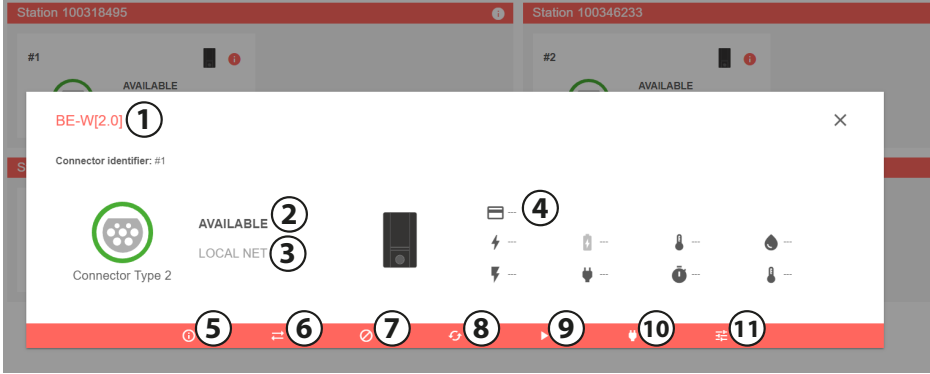 Station 100318495
Station 100346233
#1
#2
AVAILABLE
AVAILABLE
BE-W[2.0] 1
S
Connector identifier: #1
AVAILABLE 2
LOCAL NET 3
Connector Type 2
-- 4
-- -- -- --
-- -- -- --
5 6 7 8 9 10 11